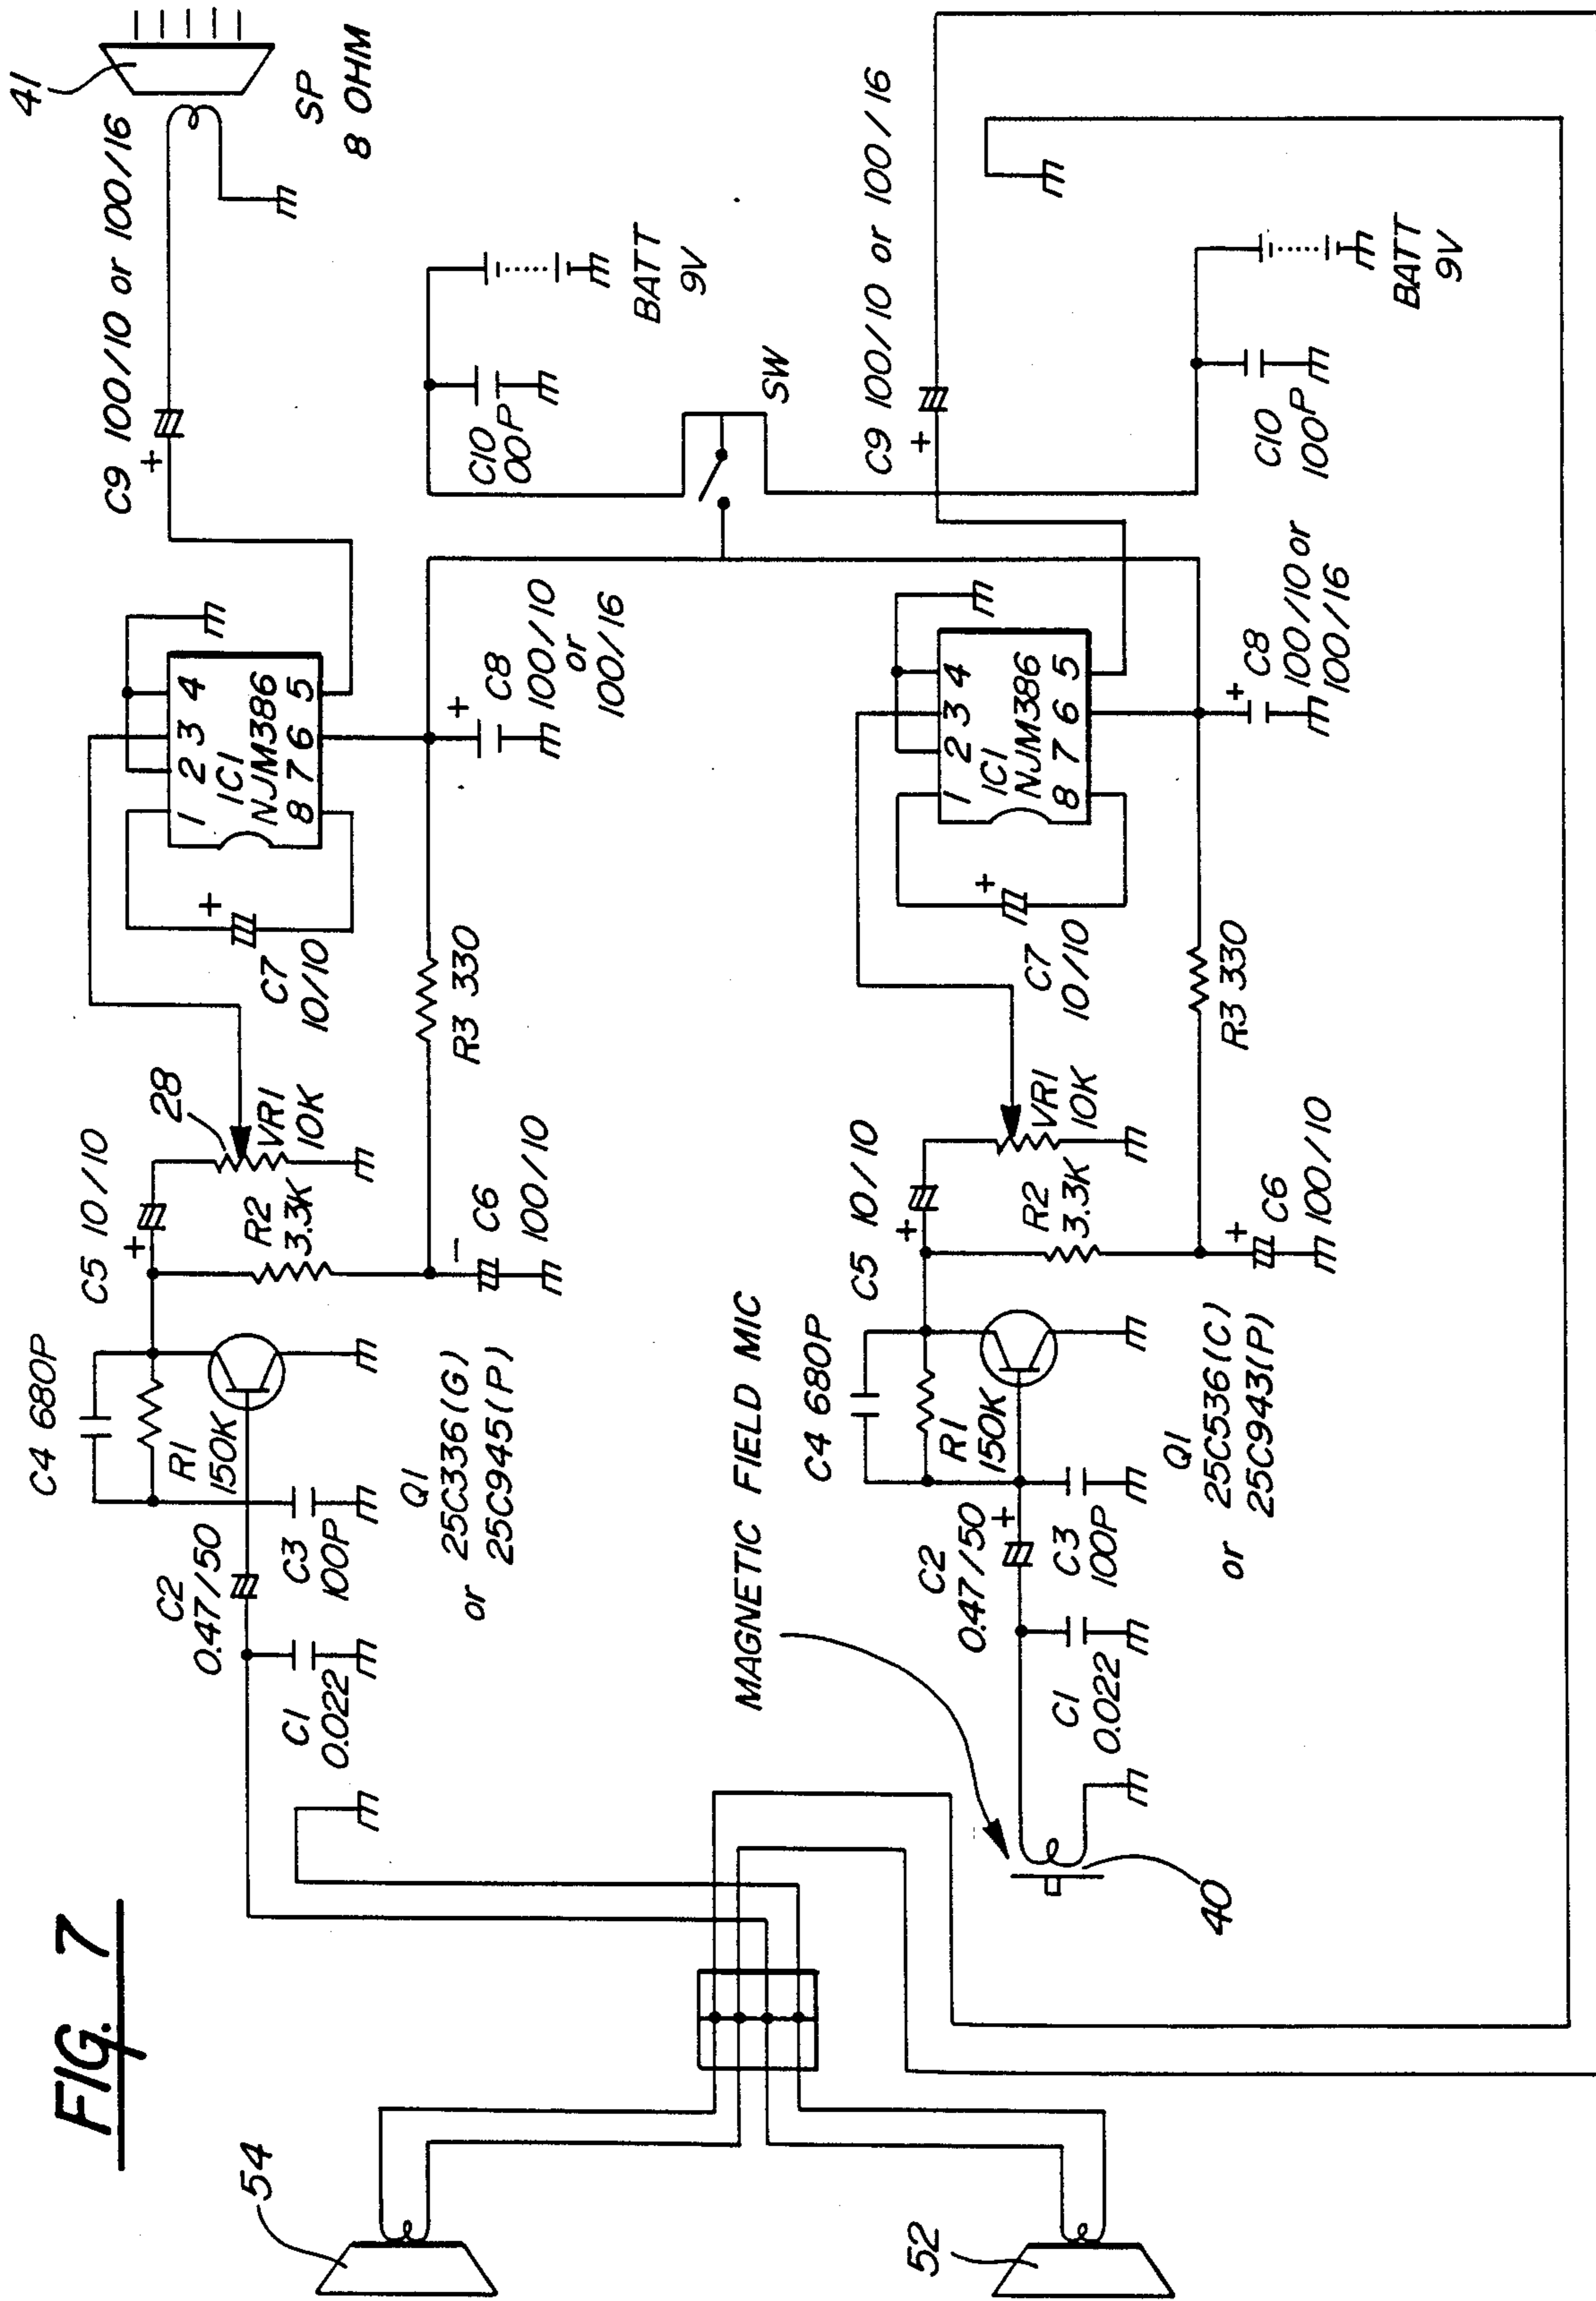 FIG. 7
41
SP
8 OHM
C9 100/10 or 100/16
C4 680P
C5 10/10
28
R1
150K
R2
3.3K
VR1
10K
C7
10/10
1 2 3 4
IC1
NJM386
8 7 6 5
C2
0.47/50
C1
0.022
C3
100P
Q1
25C336(G)
or 25C945(P)
C6
100/10
R3 330
C8
100/10
or
100/16
C10
00P
BATT
9V
SW
54
52
MAGNETIC FIELD MIC
40
C4 680P
C5 10/10
R1
150K
R2
3.3K
VR1
10K
C7
10/10
1 2 3 4
IC1
NJM386
8 7 6 5
C9 100/10 or 100/16
C2
0.47/50
C1
0.022
C3
100P
Q1
25C536(C)
or 25C943(P)
C6
100/10
R3 330
C8
100/10 or
100/16
C10
100P
BATT
9V